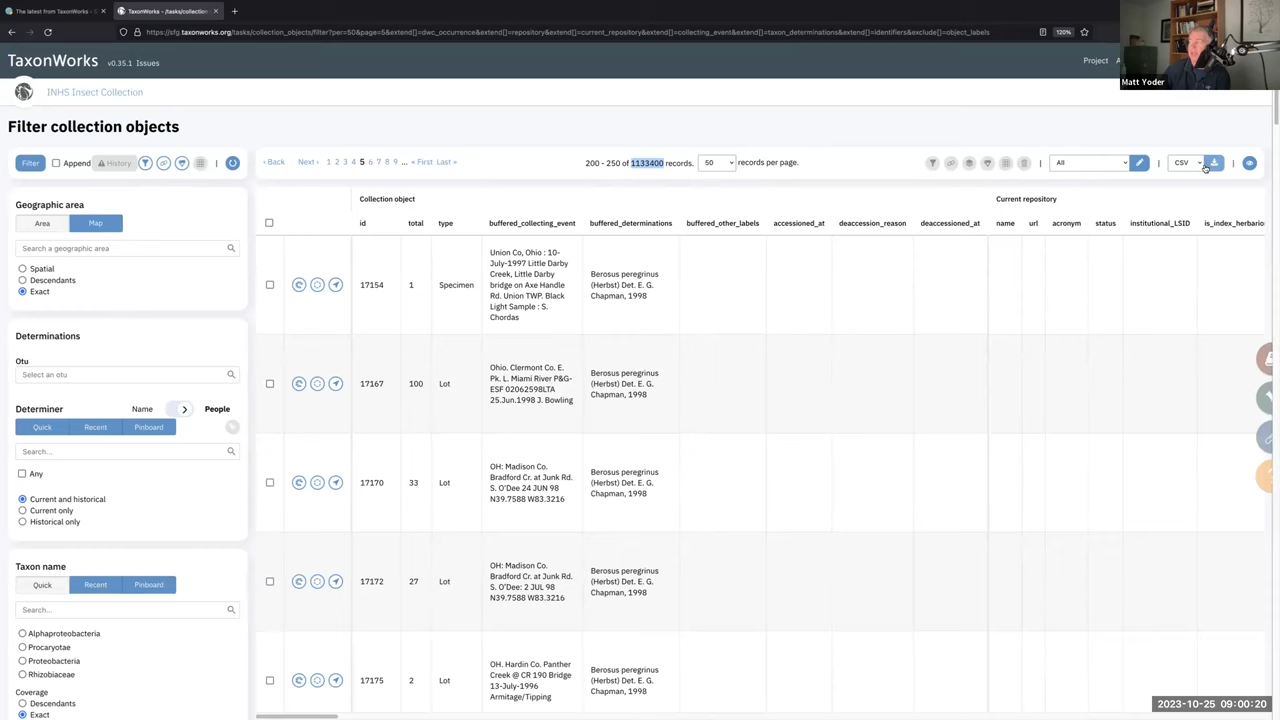 The latest from TaxonWorks -
TaxonWorks - /tasks/collection
https://sfg.taxonworks.org/tasks/collection_objects/filter?per=50&page=5&extend[]=dwc_occurrence&extend[]=repository&extend[]=current_repository&extend[]=collecting_event&extend[]=taxon_determinations&extend[]=identifiers&exclude[]=object_labels
120%
TaxonWorks v0.35.1 Issues
Project
Matt Yoder
INHS Insect Collection
Filter collection objects
Filter Append History
‹ Back Next › 1 2 3 4 5 6 7 8 9 ... « First Last »
200 - 250 of 1133400 records. 50 records per page.
All CSV
Geographic area
Area Map
Search a geographic area
Spatial
Descendants
Exact
Determinations
Otu
Select an otu
Determiner Name People
Quick Recent Pinboard
Search...
Any
Current and historical
Current only
Historical only
Taxon name
Quick Recent Pinboard
Search...
Alphaproteobacteria
Procaryotae
Proteobacteria
Rhizobiaceae
Coverage
Descendants
Exact
Collection object Current repository
id total type buffered_collecting_event buffered_determinations buffered_other_labels accessioned_at deaccession_reason deaccessioned_at name url acronym status institutional_LSID is_index_herbario
17154 1 Specimen
Union Co, Ohio : 10-
July-1997 Little Darby
Creek, Little Darby
bridge on Axe Handle
Rd. Union TWP. Black
Light Sample : S.
Chordas
Berosus peregrinus
(Herbst) Det. E. G.
Chapman, 1998
17167 100 Lot
Ohio. Clermont Co. E.
Pk. L. Miami River P&G-
ESF 02062598LTA
25.Jun.1998 J. Bowling
Berosus peregrinus
(Herbst) Det. E. G.
Chapman, 1998
17170 33 Lot
OH: Madison Co.
Bradford Cr. at Junk Rd.
S. O'Dee 24 JUN 98
N39.7588 W83.3216
Berosus peregrinus
(Herbst) Det. E. G.
Chapman, 1998
17172 27 Lot
OH: Madison Co.
Bradford Cr. at Junk Rd.
S. O'Dee: 2 JUL 98
N39.7588 W83.3216
Berosus peregrinus
(Herbst) Det. E. G.
Chapman, 1998
17175 2 Lot
OH. Hardin Co. Panther
Creek @ CR 190 Bridge
13-July-1996
Armitage/Tipping
Berosus peregrinus
(Herbst) Det. E. G.
Chapman, 1998
2023-10-25 09:00:20